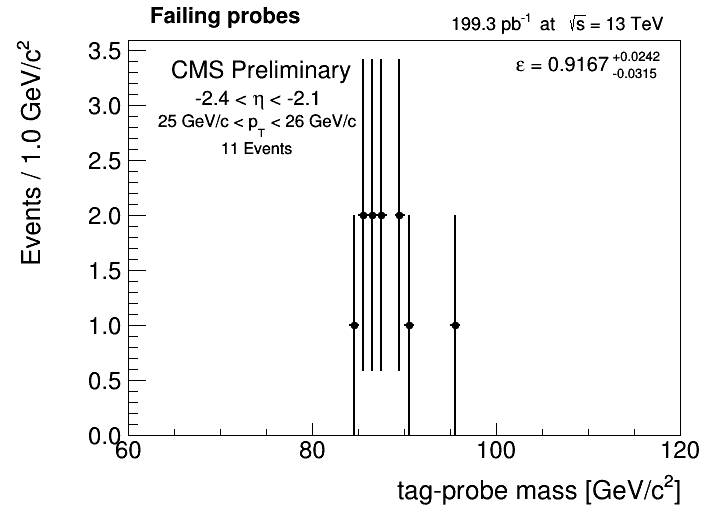 Failing probes
199.3 pb⁻¹ at √s = 13 TeV
CMS Preliminary
-2.4 < η < -2.1
25 GeV/c < p_T < 26 GeV/c
11 Events
ε = 0.9167 +0.0242 -0.0315
Events / 1.0 GeV/c²
3.5
3.0
2.5
2.0
1.5
1.0
0.5
0.0
60 80 100 120
tag-probe mass [GeV/c²]